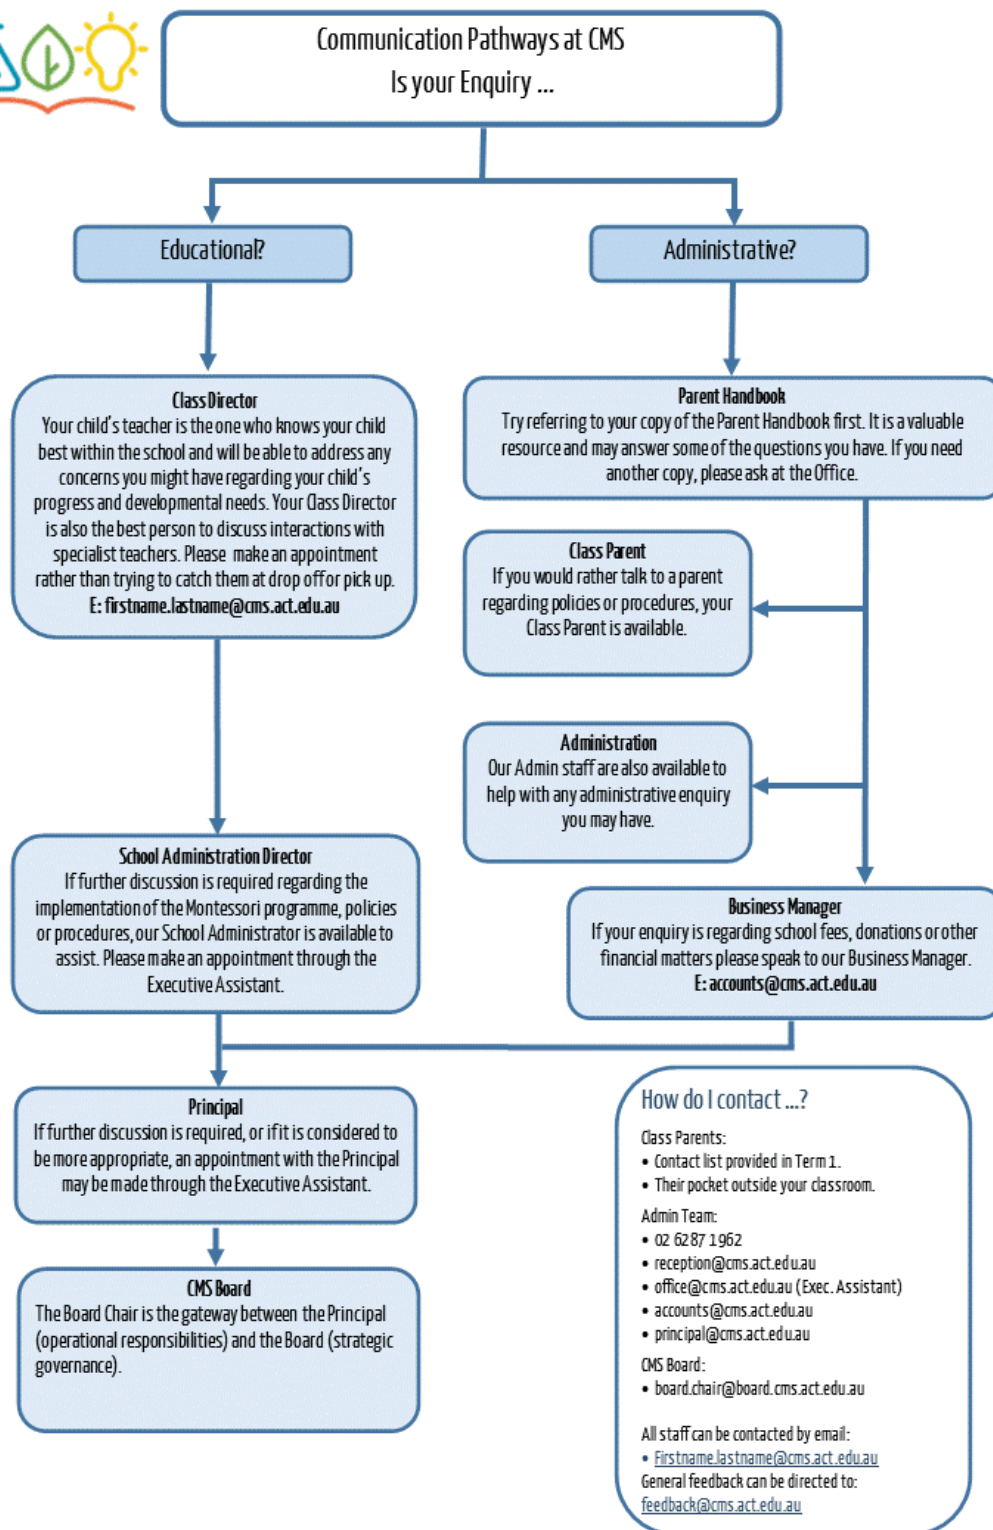 Communication Pathways at CMS
Is your Enquiry ...
Educational?
Administrative?
Class Director
Your child's teacher is the one who knows your child
best within the school and will be able to address any
concerns you might have regarding your child's
progress and developmental needs. Your Class Director
is also the best person to discuss interactions with
specialist teachers. Please make an appointment
rather than trying to catch them at drop off or pick up.
E: firstname.lastname@cms.act.edu.au
Parent Handbook
Try referring to your copy of the Parent Handbook first. It is a valuable
resource and may answer some of the questions you have. If you need
another copy, please ask at the Office.
Class Parent
If you would rather talk to a parent
regarding policies or procedures, your
Class Parent is available.
Administration
Our Admin staff are also available to
help with any administrative enquiry
you may have.
School Administration Director
If further discussion is required regarding the
implementation of the Montessori programme, policies
or procedures, our School Administrator is available to
assist. Please make an appointment through the
Executive Assistant.
Business Manager
If your enquiry is regarding school fees, donations or other
financial matters please speak to our Business Manager.
E: accounts@cms.act.edu.au
Principal
If further discussion is required, or if it is considered to
be more appropriate, an appointment with the Principal
may be made through the Executive Assistant.
CMS Board
The Board Chair is the gateway between the Principal
(operational responsibilities) and the Board (strategic
governance).
How do I contact ...?
Class Parents:
• Contact list provided in Term 1.
• Their pocket outside your classroom.
Admin Team:
• 02 6287 1962
• reception@cms.act.edu.au
• office@cms.act.edu.au (Exec. Assistant)
• accounts@cms.act.edu.au
• principal@cms.act.edu.au
CMS Board:
• board.chair@board.cms.act.edu.au
All staff can be contacted by email:
• Firstname.lastname@cms.act.edu.au
General feedback can be directed to:
feedback@cms.act.edu.au